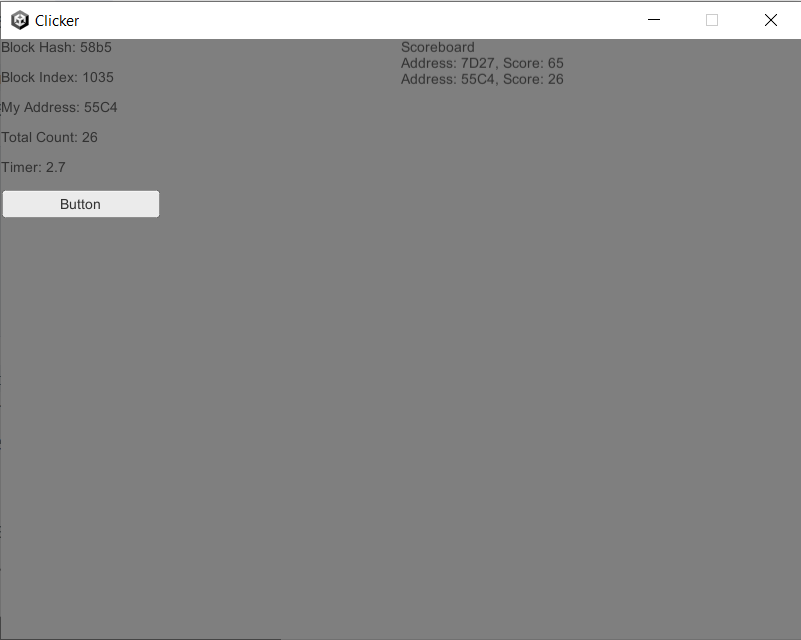 Clicker
Block Hash: 58b5
Block Index: 1035
My Address: 55C4
Total Count: 26
Timer: 2.7
Button
Scoreboard
Address: 7D27, Score: 65
Address: 55C4, Score: 26